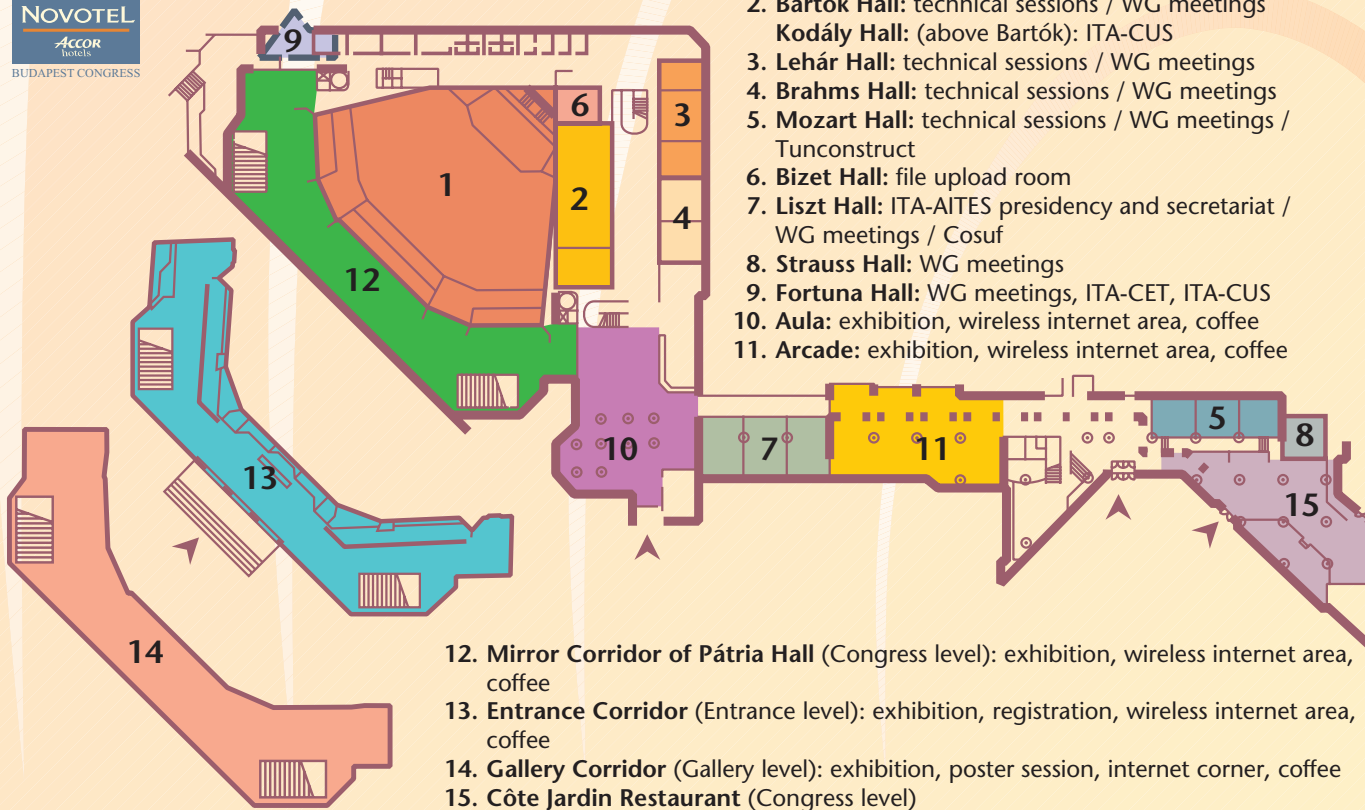 NOVOTEL
ACCOR
hotels
BUDAPEST CONGRESS
2. Bartók Hall: technical sessions / WG meetings
Kodály Hall: (above Bartók): ITA-CUS
3. Lehár Hall: technical sessions / WG meetings
4. Brahms Hall: technical sessions / WG meetings
5. Mozart Hall: technical sessions / WG meetings /
Tunconstruct
6. Bizet Hall: file upload room
7. Liszt Hall: ITA-AITES presidency and secretariat /
WG meetings / Cosuf
8. Strauss Hall: WG meetings
9. Fortuna Hall: WG meetings, ITA-CET, ITA-CUS
10. Aula: exhibition, wireless internet area, coffee
11. Arcade: exhibition, wireless internet area, coffee
9
6
3
1
2
4
12
13
10
7
11
5
8
15
14
12. Mirror Corridor of Pátria Hall (Congress level): exhibition, wireless internet area,
coffee
13. Entrance Corridor (Entrance level): exhibition, registration, wireless internet area,
coffee
14. Gallery Corridor (Gallery level): exhibition, poster session, internet corner, coffee
15. Côte Jardin Restaurant (Congress level)